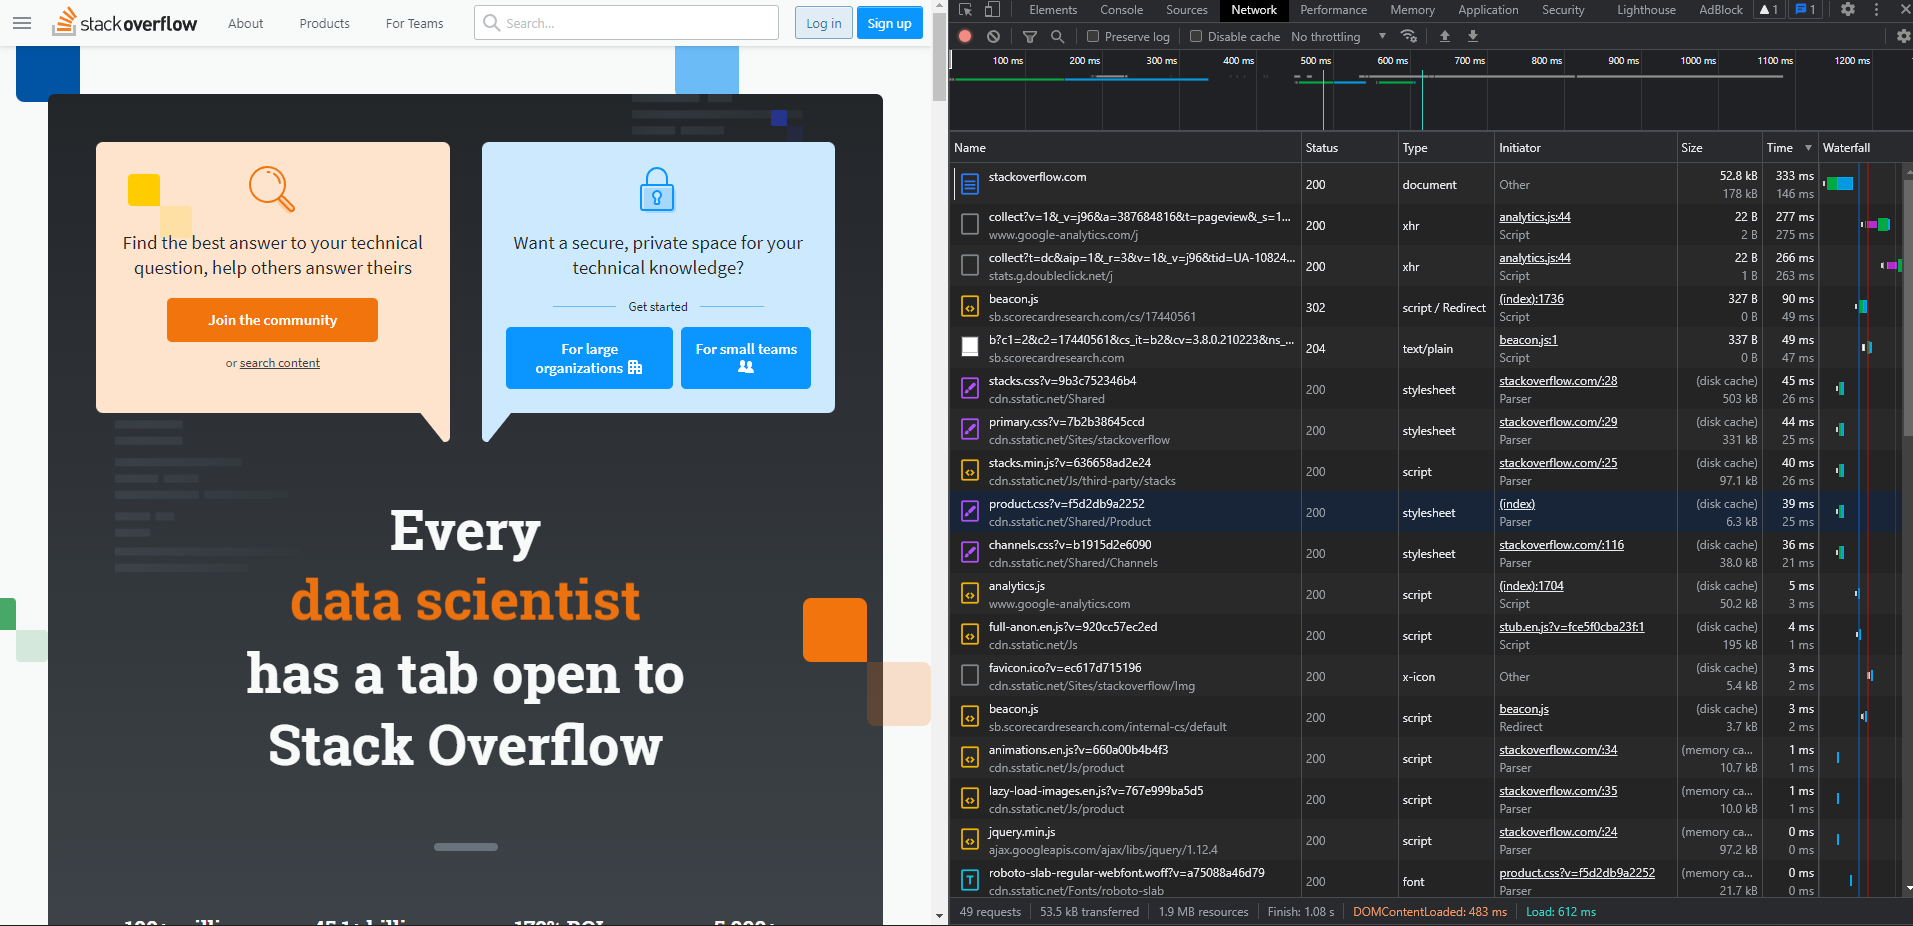 stackoverflow
About
Products
For Teams
Search...
Log in
Sign up
Find the best answer to your technical
question, help others answer theirs
Join the community
or search content
Want a secure, private space for your
technical knowledge?
Get started
For large
organizations
For small teams
Every
data scientist
has a tab open to
Stack Overflow
Elements Console Sources Network Performance Memory Application Security Lighthouse AdBlock 1 1
Preserve log Disable cache No throttling
100 ms 200 ms 300 ms 400 ms 500 ms 600 ms 700 ms 800 ms 900 ms 1000 ms 1100 ms 1200 ms
Name Status Type Initiator Size Time Waterfall
stackoverflow.com 200 document Other 52.8 kB 333 ms
178 kB 146 ms
collect?v=1&_v=j96&a=387684816&t=pageview&_s=1... 200 xhr analytics.js:44 22 B 277 ms
www.google-analytics.com/j Script 2 B 275 ms
collect?t=dc&aip=1&_r=3&v=1&_v=j96&tid=UA-10824... 200 xhr analytics.js:44 22 B 266 ms
stats.g.doubleclick.net/j Script 1 B 263 ms
beacon.js 302 script / Redirect (index):1736 327 B 90 ms
sb.scorecardresearch.com/cs/17440561 Script 0 B 49 ms
b?c1=2&c2=17440561&cs_it=b2&cv=3.8.0.210223&ns_... 204 text/plain beacon.js:1 337 B 49 ms
sb.scorecardresearch.com Script 0 B 47 ms
stacks.css?v=9b3c752346b4 200 stylesheet stackoverflow.com/:28 (disk cache) 45 ms
cdn.sstatic.net/Shared Parser 503 kB 26 ms
primary.css?v=7b2b38645ccd 200 stylesheet stackoverflow.com/:29 (disk cache) 44 ms
cdn.sstatic.net/Sites/stackoverflow Parser 331 kB 25 ms
stacks.min.js?v=636658ad2e24 200 script stackoverflow.com/:25 (disk cache) 40 ms
cdn.sstatic.net/Js/third-party/stacks Parser 97.1 kB 26 ms
product.css?v=f5d2db9a2252 200 stylesheet (index) (disk cache) 39 ms
cdn.sstatic.net/Shared/Product Parser 6.3 kB 25 ms
channels.css?v=b1915d2e6090 200 stylesheet stackoverflow.com/:116 (disk cache) 36 ms
cdn.sstatic.net/Shared/Channels Parser 38.0 kB 21 ms
analytics.js 200 script (index):1704 (disk cache) 5 ms
www.google-analytics.com Script 50.2 kB 3 ms
full-anon.en.js?v=920cc57ec2ed 200 script stub.en.js?v=fce5f0cba23f:1 (disk cache) 4 ms
cdn.sstatic.net/Js Script 195 kB 1 ms
favicon.ico?v=ec617d715196 200 x-icon Other (disk cache) 3 ms
cdn.sstatic.net/Sites/stackoverflow/Img 5.4 kB 2 ms
beacon.js 200 script beacon.js (disk cache) 3 ms
sb.scorecardresearch.com/internal-cs/default Redirect 3.7 kB 2 ms
animations.en.js?v=660a00b4b4f3 200 script stackoverflow.com/:34 (memory ca... 1 ms
cdn.sstatic.net/Js/product Parser 10.7 kB 1 ms
lazy-load-images.en.js?v=767e999ba5d5 200 script stackoverflow.com/:35 (memory ca... 1 ms
cdn.sstatic.net/Js/product Parser 10.0 kB 1 ms
jquery.min.js 200 script stackoverflow.com/:24 (memory ca... 0 ms
ajax.googleapis.com/ajax/libs/jquery/1.12.4 Parser 97.2 kB 0 ms
roboto-slab-regular-webfont.woff?v=a75088a46d79 200 font product.css?v=f5d2db9a2252 (memory ca... 0 ms
cdn.sstatic.net/Fonts/roboto-slab Parser 21.7 kB 0 ms
49 requests 53.5 kB transferred 1.9 MB resources Finish: 1.08 s DOMContentLoaded: 483 ms Load: 612 ms